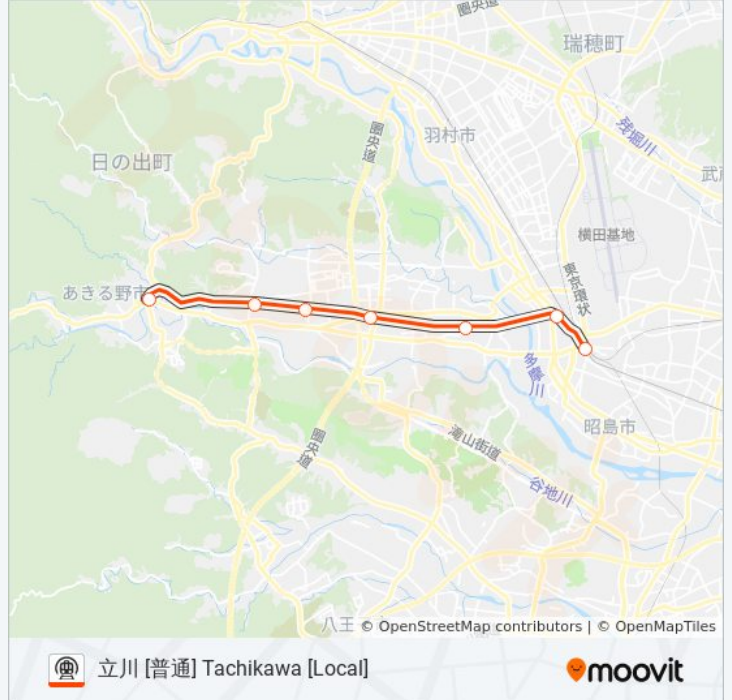 圏央道
瑞穂町
残堀川
圏央道
羽村市
日の出町
武
横田基地
東京環状
あきる野市
多摩川
昭島市
滝山街道
圏央道
谷地川
八王
© OpenStreetMap contributors | © OpenMapTiles
立川 [普通] Tachikawa [Local]
moovit